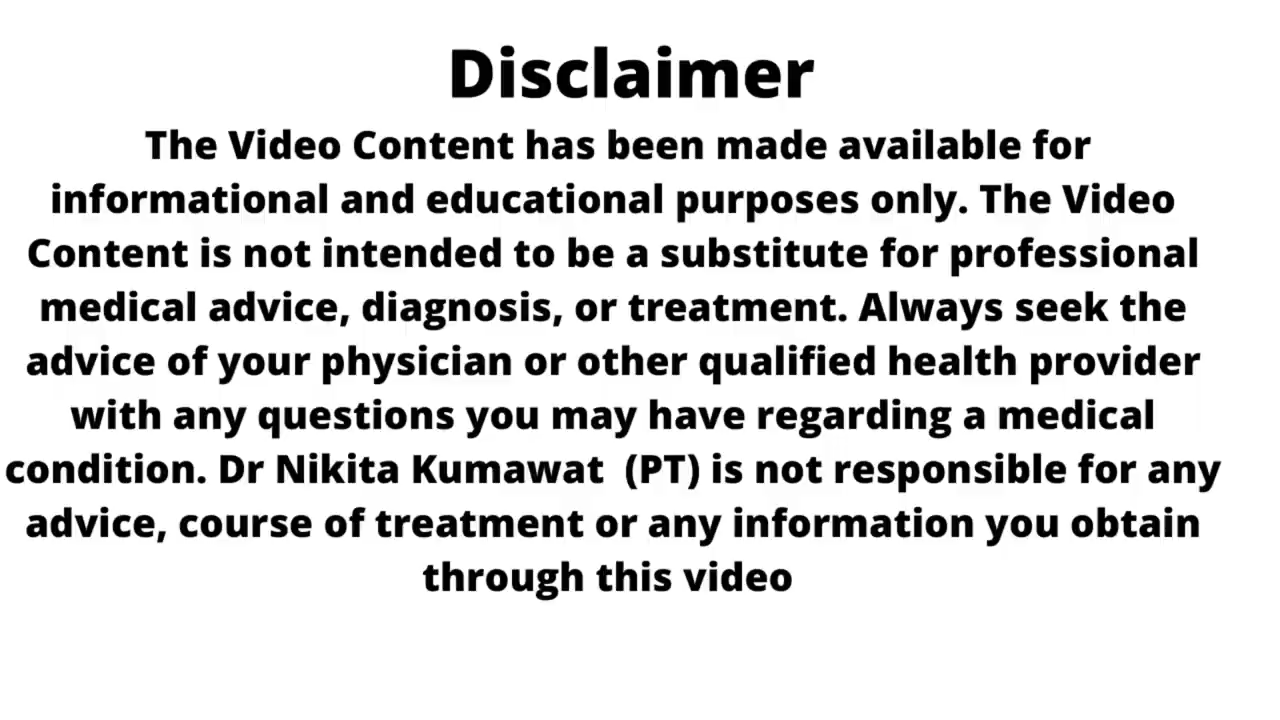 Disclaimer
The Video Content has been made available for
informational and educational purposes only. The Video
Content is not intended to be a substitute for professional
medical advice, diagnosis, or treatment. Always seek the
advice of your physician or other qualified health provider
with any questions you may have regarding a medical
condition. Dr Nikita Kumawat  (PT) is not responsible for any
advice, course of treatment or any information you obtain
through this video